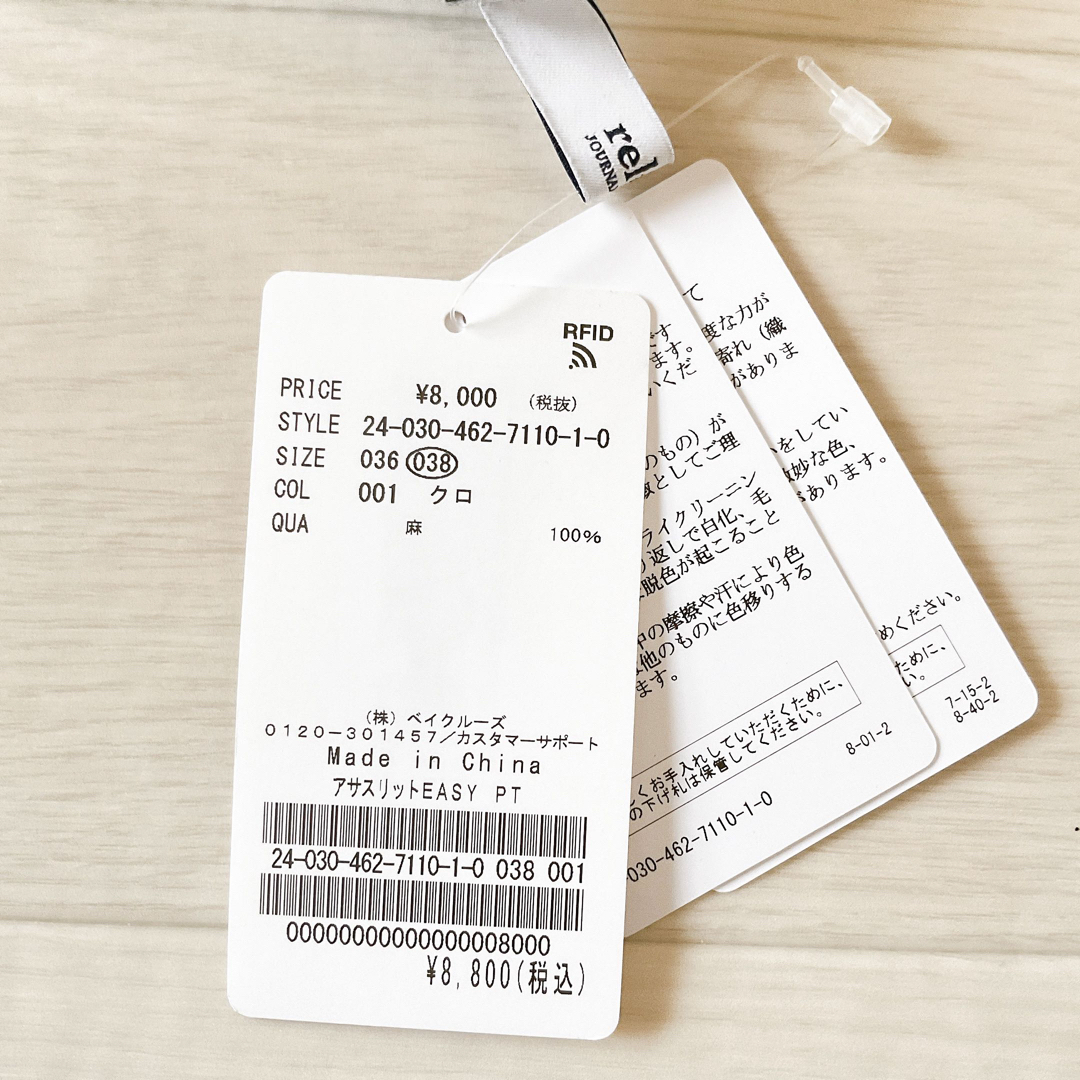 rel
JOURNA
RFID
PRICE ¥8,000 (税抜)
STYLE 24-030-462-7110-1-0
SIZE 036 038
COL 001 クロ
QUA 麻 100%
(株)ベイクルーズ
0120-301457/カスタマーサポート
Made in China
アサスリットEASY PT
24-030-462-7110-1-0 038 001
00000000000000008000
¥8,800(税込)
です
ます。
いくだ
のもの)が
としてご理
ライクリーニン
り返しで白化、毛
脱色が起こること
中の摩擦や汗により色
他のものに色移りする
ます。
くお手入れしていただくために、
の下げ札は保管してください。
8-01-2
-030-462-7110-1-0
て
度な力が
寄れ(織
がありま
をしてい
妙な色、
があります。
めください。
ために、
い。
7-15-2
8-40-2